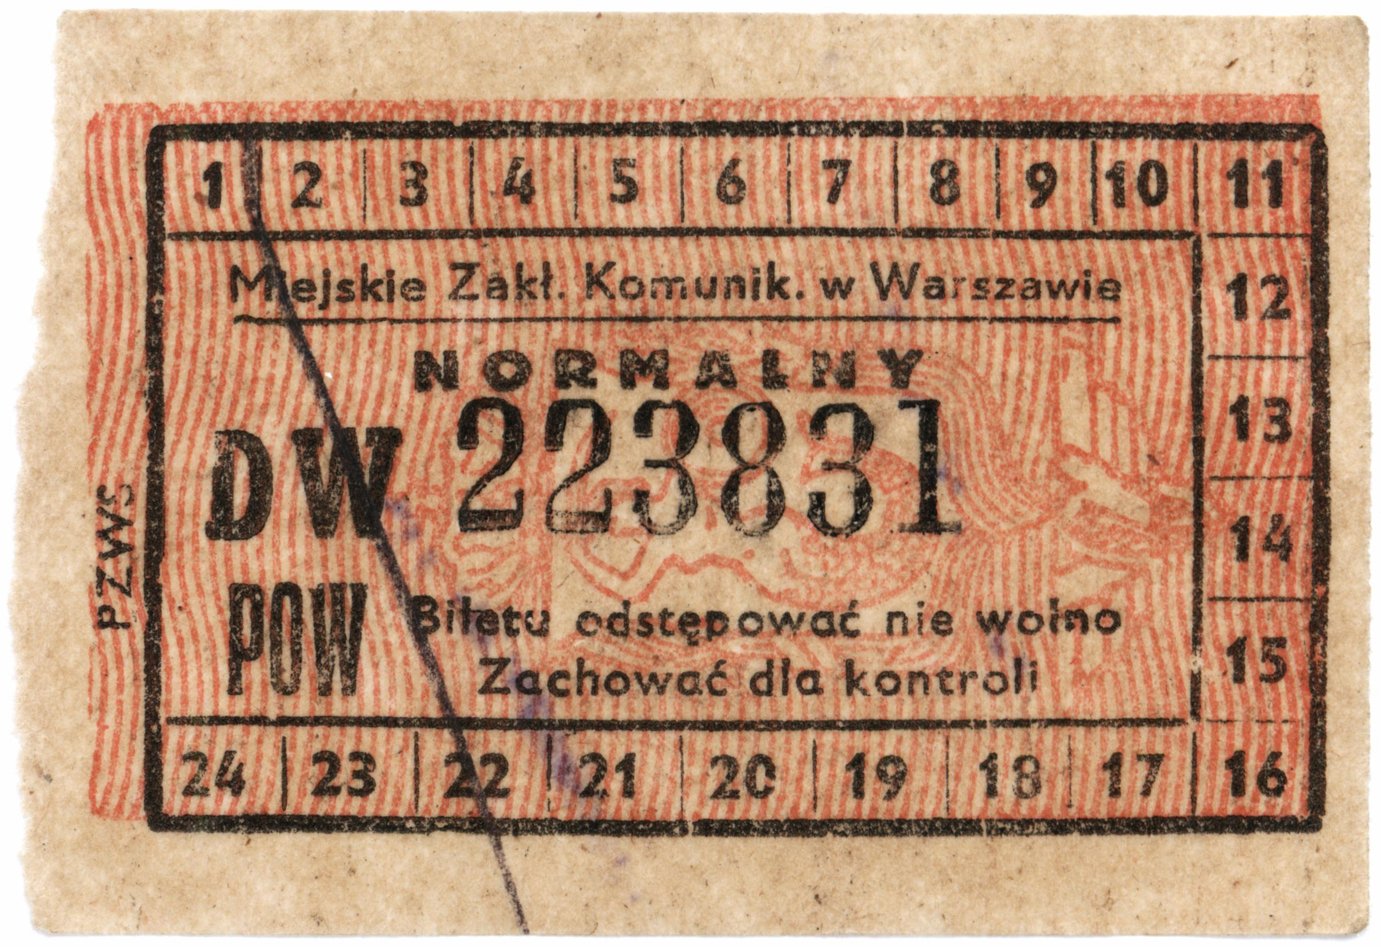 1 2 3 4 5 6 7 8 9 10 11
Miejskie Zakł. Komunik. w Warszawie
12
NORMALNY
13
DW 223831
14
PZWS
POW
Biletu odstępować nie wolno
15
Zachować dla kontroli
24 23 22 21 20 19 18 17 16